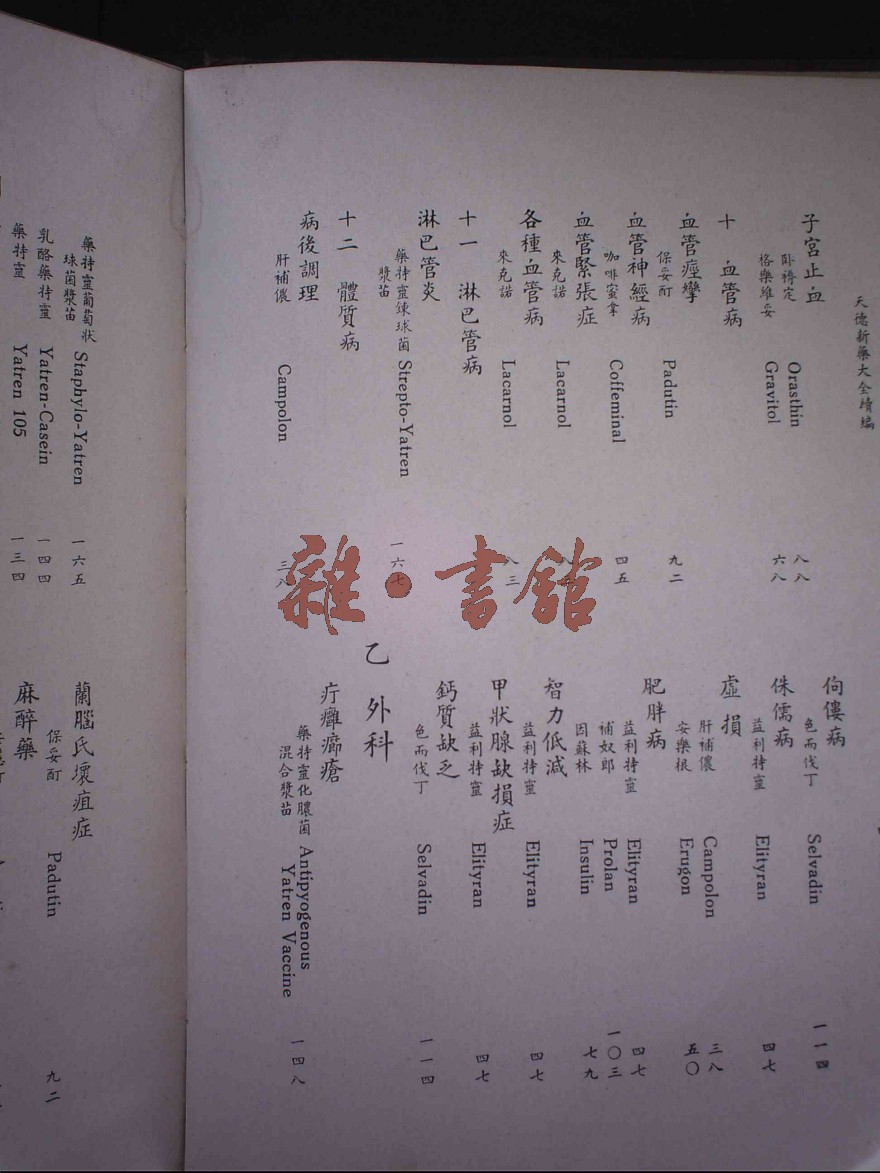 天德新藥大全續編
子宮止血
卧得定 Orasthin 八八
格樂維妥 Gravitol 六八
十 血管病
血管痙攣
保妥酊 Padutin 九二
血管神經病
咖啡蜜拿 Coffeminal 四五
血管緊張症
來克諾 Lacarnol 八
各種血管病
來克諾 Lacarnol 八三
十一 淋巴管病
淋巴管炎
藥特靈鍊球菌
漿苗 Strepto-Yatren 一六七
十二 體質病
病後調理
肝補儂 Campolon 三八
佝僂病
色而伐丁 Selvadin 一一四
侏儒病
益利特靈 Elityran 四七
虛損
肝補儂 Campolon 三八
安樂根 Erugon 五〇
肥胖病
益利特靈 Elityran 四七
補奴郎 Prolan 一〇三
因蘇林 Insulin 七九
智力低減
益利特靈 Elityran 四七
甲狀腺缺損症
益利特靈 Elityran 四七
鈣質缺乏
色而伐丁 Selvadin 一一四
乙 外科
疔癰癤瘡
藥特靈化膿菌
混合漿苗 Antipyogenous
Yatren Vaccine 一四八
藥特靈葡萄狀
球菌漿苗 Staphylo-Yatren 一六五
乳酪藥特靈 Yatren-Casein 一四四
藥特靈 Yatren 105 一三四
蘭腦氏壞疽症
保妥酊 Padutin 九二
麻醉藥
雜·書館